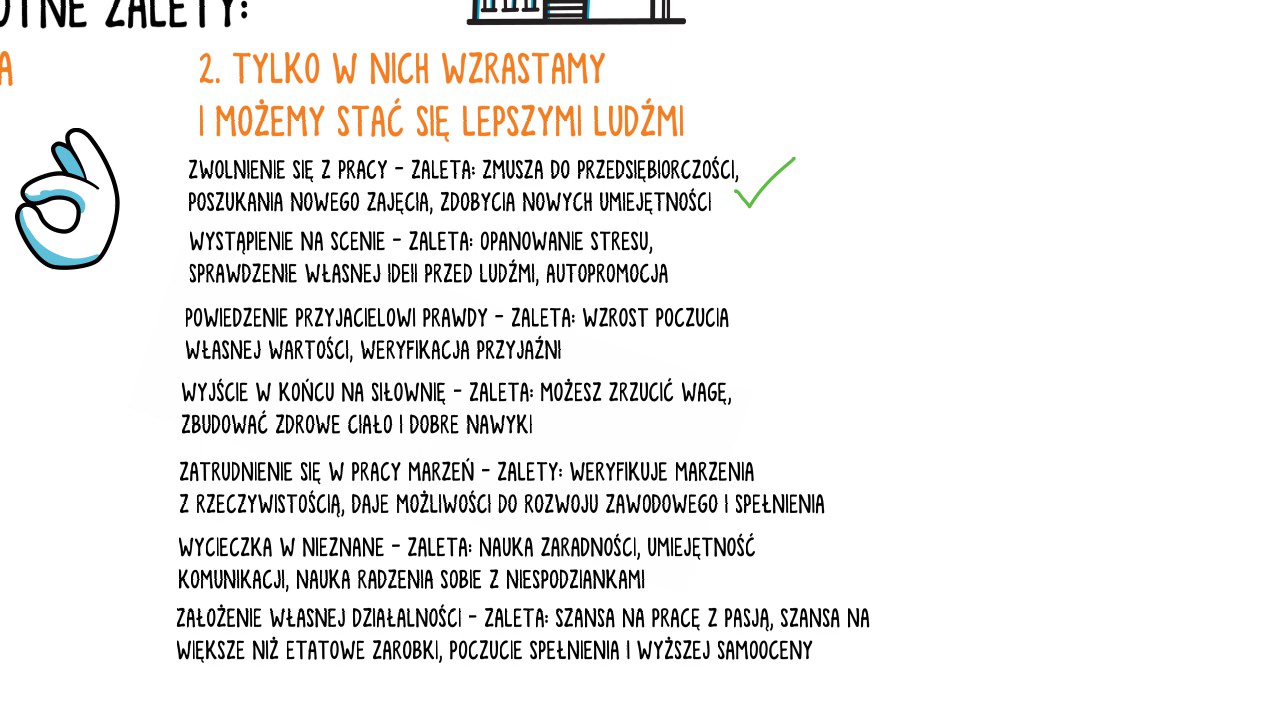 ZALETY:
2. TYLKO W NICH WZRASTAMY
I MOŻEMY STAĆ SIĘ LEPSZYMI LUDŹMI
ZWOLNIENIE SIĘ Z PRACY - ZALETA: ZMUSZA DO PRZEDSIĘBIORCZOŚCI,
POSZUKANIA NOWEGO ZAJĘCIA, ZDOBYCIA NOWYCH UMIEJĘTNOŚCI
WYSTĄPIENIE NA SCENIE - ZALETA: OPANOWANIE STRESU,
SPRAWDZENIE WŁASNEJ IDEII PRZED LUDŹMI, AUTOPROMOCJA
POWIEDZENIE PRZYJACIELOWI PRAWDY - ZALETA: WZROST POCZUCIA
WŁASNEJ WARTOŚCI, WERYFIKACJA PRZYJAŹNI
WYJŚCIE W KOŃCU NA SIŁOWNIĘ - ZALETA: MOŻESZ ZRZUCIĆ WAGĘ,
ZBUDOWAĆ ZDROWE CIAŁO I DOBRE NAWYKI
ZATRUDNIENIE SIĘ W PRACY MARZEŃ - ZALETY: WERYFIKUJE MARZENIA
Z RZECZYWISTOŚCIĄ, DAJE MOŻLIWOŚCI DO ROZWOJU ZAWODOWEGO I SPEŁNIENIA
WYCIECZKA W NIEZNANE - ZALETA: NAUKA ZARADNOŚCI, UMIEJĘTNOŚĆ
KOMUNIKACJI, NAUKA RADZENIA SOBIE Z NIESPODZIANKAMI
ZAŁOŻENIE WŁASNEJ DZIAŁALNOŚCI - ZALETA: SZANSA NA PRACĘ Z PASJĄ, SZANSA NA
WIĘKSZE NIŻ ETATOWE ZAROBKI, POCZUCIE SPEŁNIENIA I WYŻSZEJ SAMOOCENY